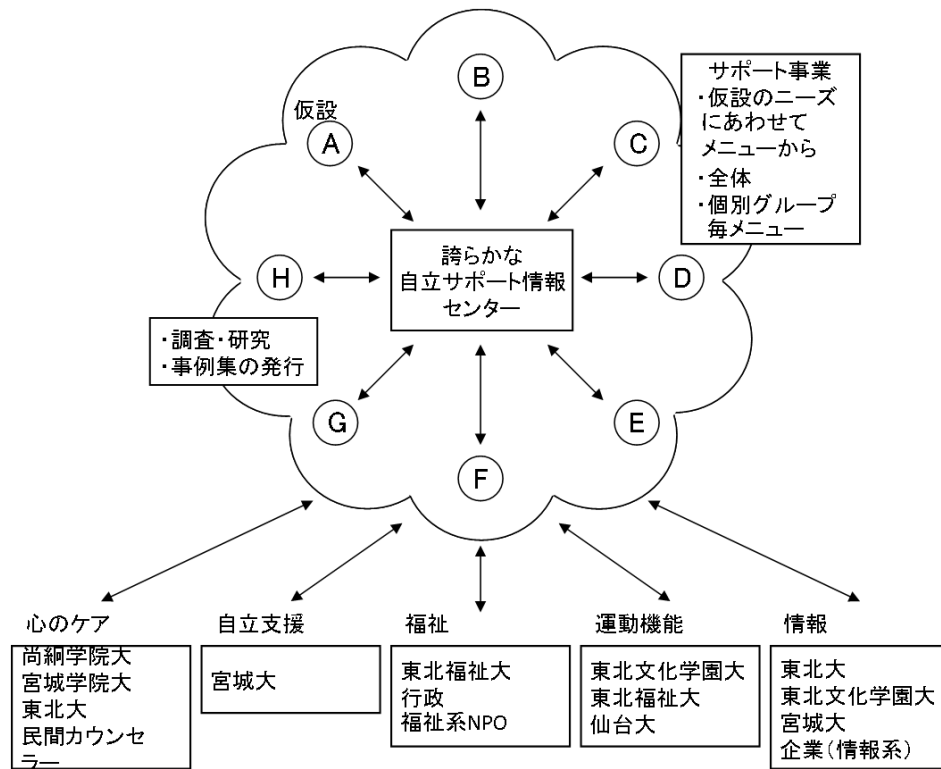 B
サポート事業
・仮設のニーズ
にあわせて
メニューから
・全体
・個別グループ
毎メニュー
仮設
A
C
誇らかな
自立サポート情報
センター
H
D
・調査・研究
・事例集の発行
G
E
F
心のケア
尚絅学院大
宮城学院大
東北大
民間カウンセ
ラー
自立支援
宮城大
福祉
東北福祉大
行政
福祉系NPO
運動機能
東北文化学園大
東北福祉大
仙台大
情報
東北大
東北文化学園大
宮城大
企業(情報系)